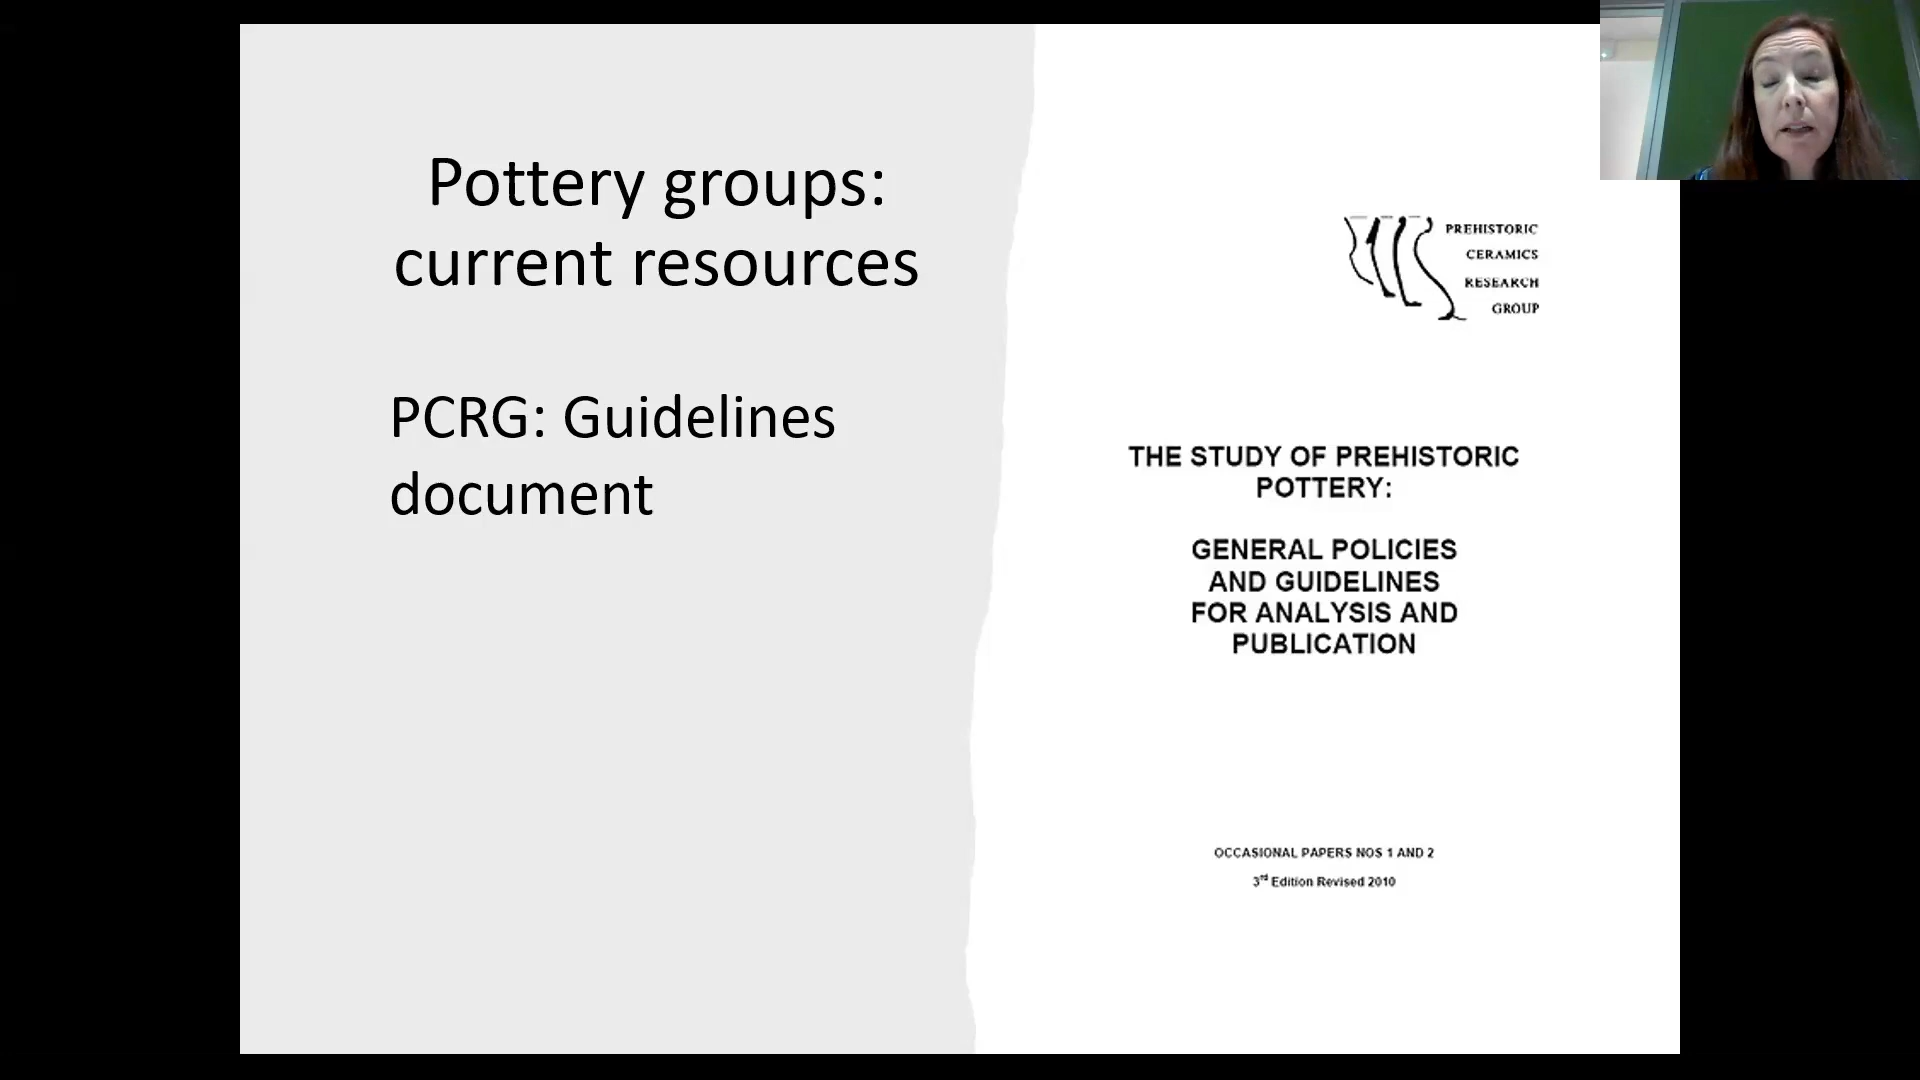 Pottery groups:
current resources
PCRG: Guidelines
document
PREHISTORIC
CERAMICS
RESEARCH
GROUP
THE STUDY OF PREHISTORIC
POTTERY:
GENERAL POLICIES
AND GUIDELINES
FOR ANALYSIS AND
PUBLICATION
OCCASIONAL PAPERS NOS 1 AND 2
3rd Edition Revised 2010